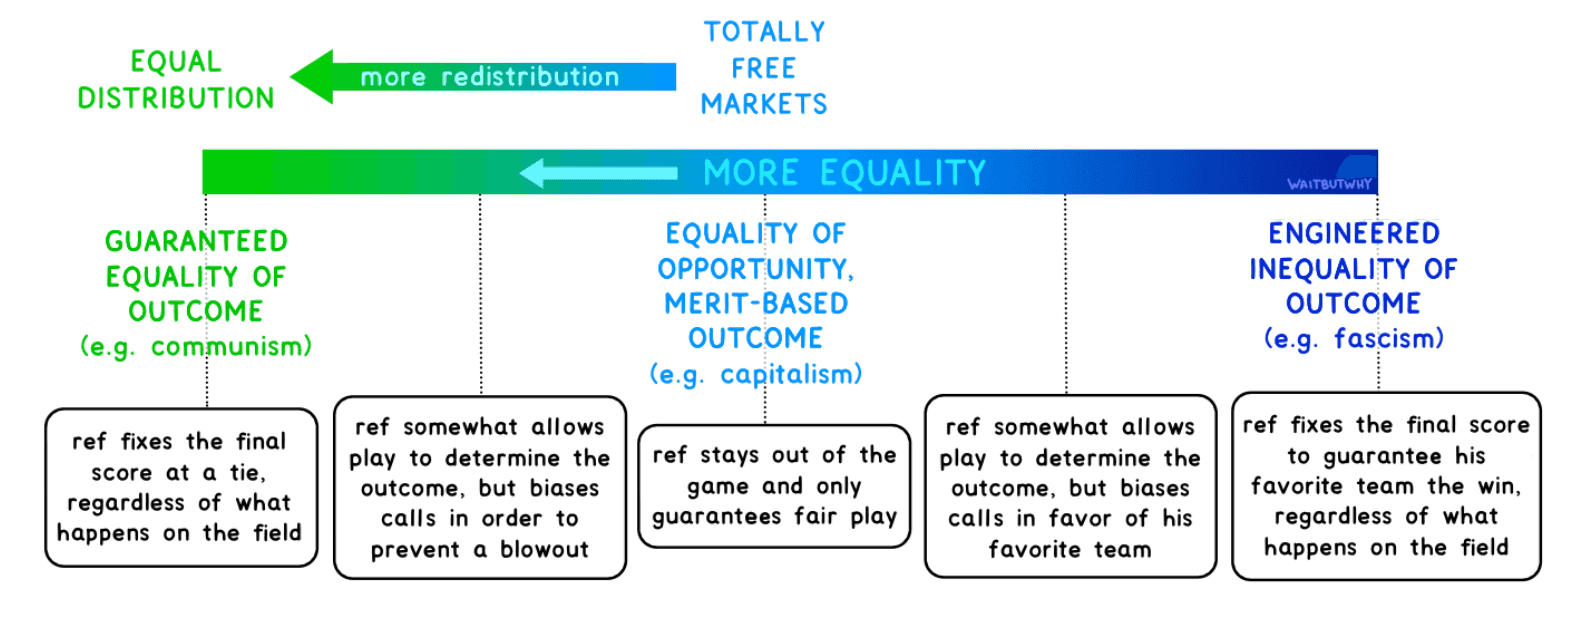 EQUAL
DISTRIBUTION
more redistribution
TOTALLY
FREE
MARKETS
MORE EQUALITY
WAITBUTWHY
GUARANTEED
EQUALITY OF
OUTCOME
(e.g. communism)
EQUALITY OF
OPPORTUNITY,
MERIT-BASED
OUTCOME
(e.g. capitalism)
ENGINEERED
INEQUALITY OF
OUTCOME
(e.g. fascism)
ref fixes the final
score at a tie,
regardless of what
happens on the field
ref somewhat allows
play to determine the
outcome, but biases
calls in order to
prevent a blowout
ref stays out of the
game and only
guarantees fair play
ref somewhat allows
play to determine the
outcome, but biases
calls in favor of his
favorite team
ref fixes the final score
to guarantee his
favorite team the win,
regardless of what
happens on the field